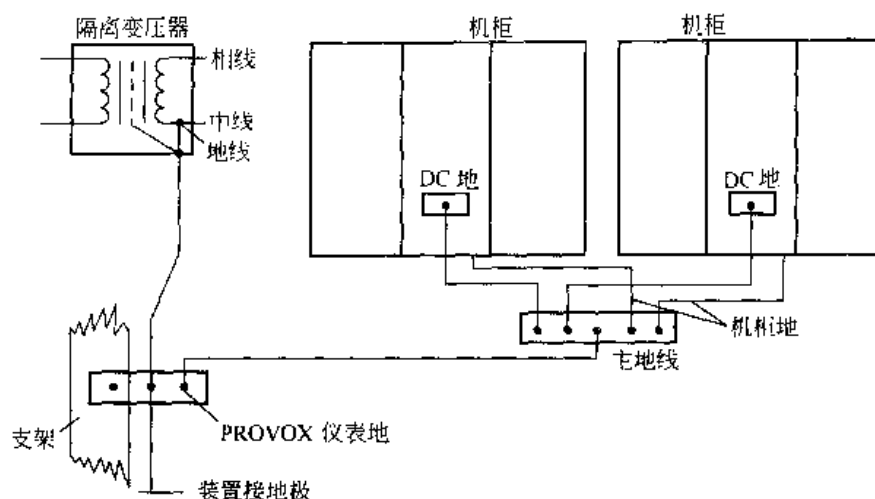 隔离变压器
机柜
机柜
相线
中线
地线
DC 地
DC 地
机柜地
主地线
PROVOX 仪表地
支架
装置接地极